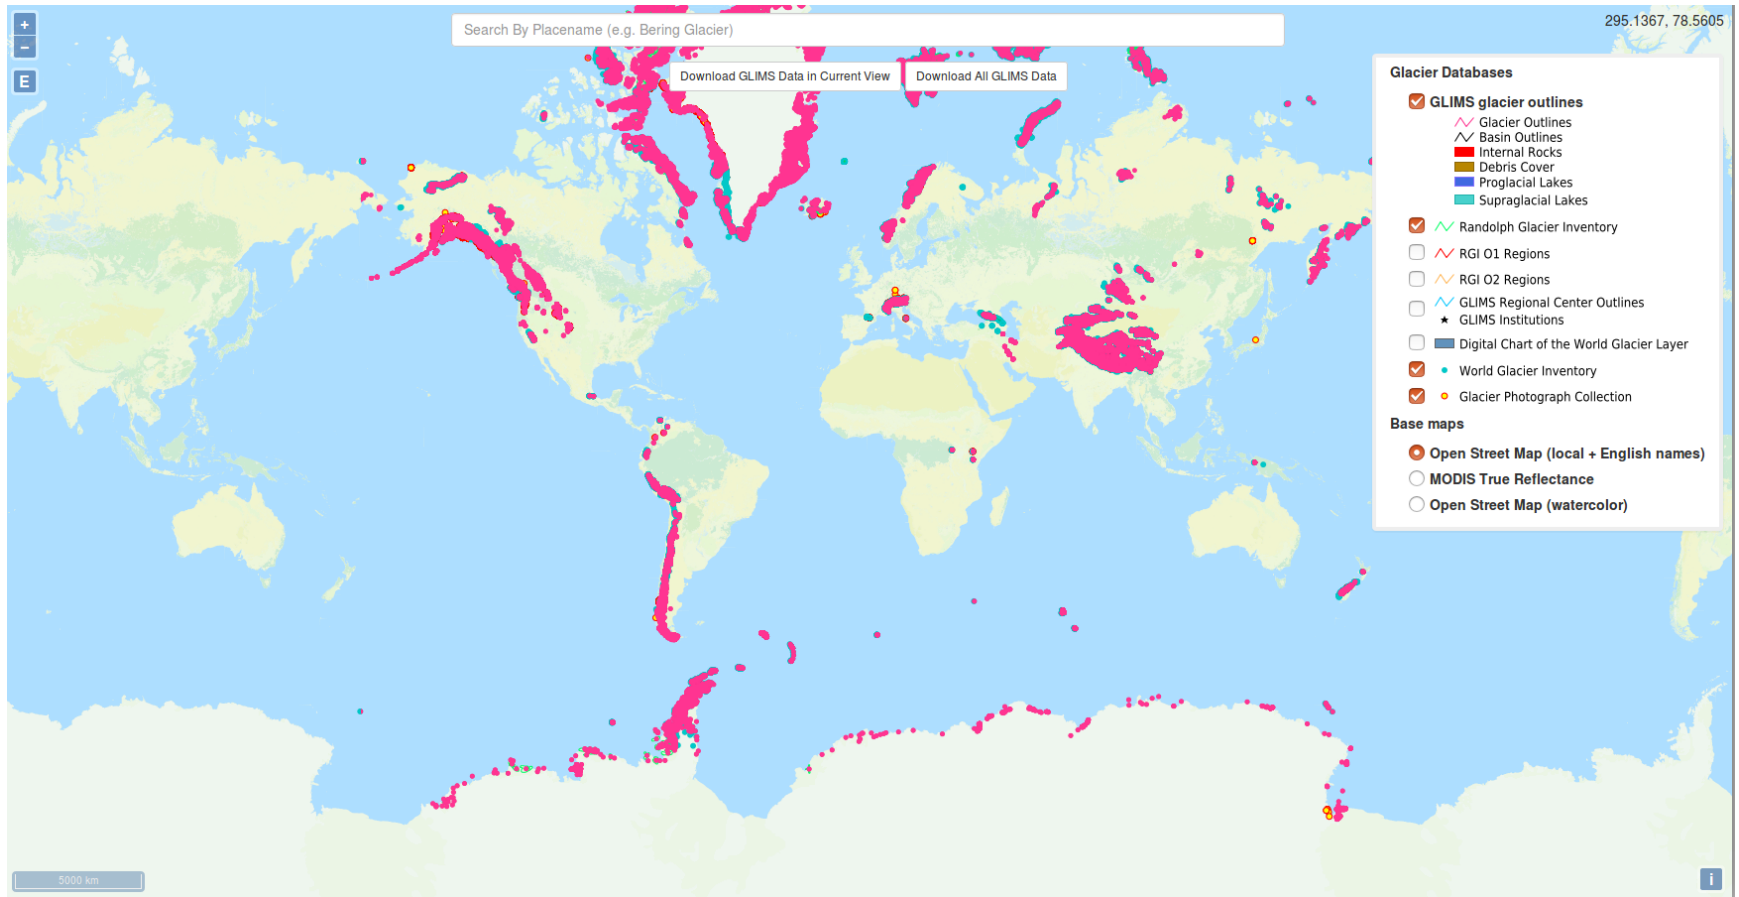 +
−
E
Search By Placename (e.g. Bering Glacier)
295.1367, 78.5605
Download GLIMS Data in Current View
Download All GLIMS Data
Glacier Databases
GLIMS glacier outlines
Glacier Outlines
Basin Outlines
Internal Rocks
Debris Cover
Proglacial Lakes
Supraglacial Lakes
Randolph Glacier Inventory
RGI O1 Regions
RGI O2 Regions
GLIMS Regional Center Outlines
GLIMS Institutions
Digital Chart of the World Glacier Layer
World Glacier Inventory
Glacier Photograph Collection
Base maps
Open Street Map (local + English names)
MODIS True Reflectance
Open Street Map (watercolor)
5000 km
i